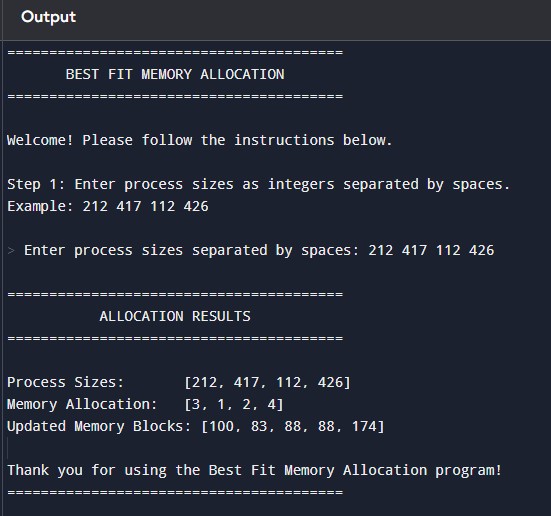 Output
========================================
BEST FIT MEMORY ALLOCATION
========================================
Welcome! Please follow the instructions below.
Step 1: Enter process sizes as integers separated by spaces.
Example: 212 417 112 426
> Enter process sizes separated by spaces: 212 417 112 426
========================================
ALLOCATION RESULTS
========================================
Process Sizes: [212, 417, 112, 426]
Memory Allocation: [3, 1, 2, 4]
Updated Memory Blocks: [100, 83, 88, 88, 174]
Thank you for using the Best Fit Memory Allocation program!
========================================